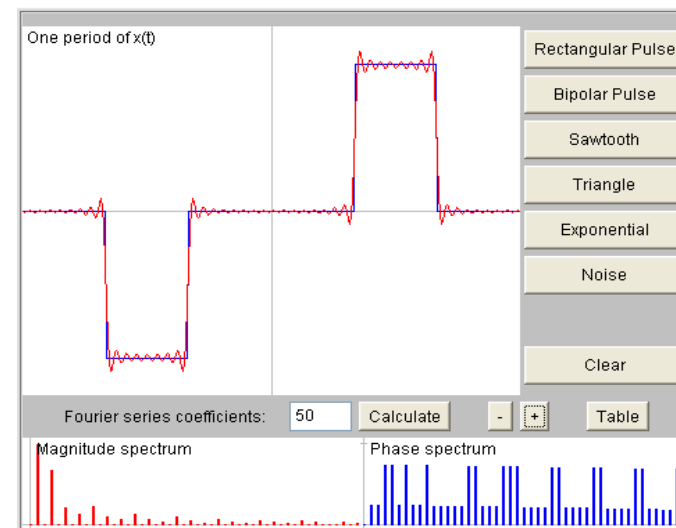 One period of x(t)
Rectangular Pulse
Bipolar Pulse
Sawtooth
Triangle
Exponential
Noise
Clear
Fourier series coefficients: 50 Calculate - + Table
Magnitude spectrum
Phase spectrum